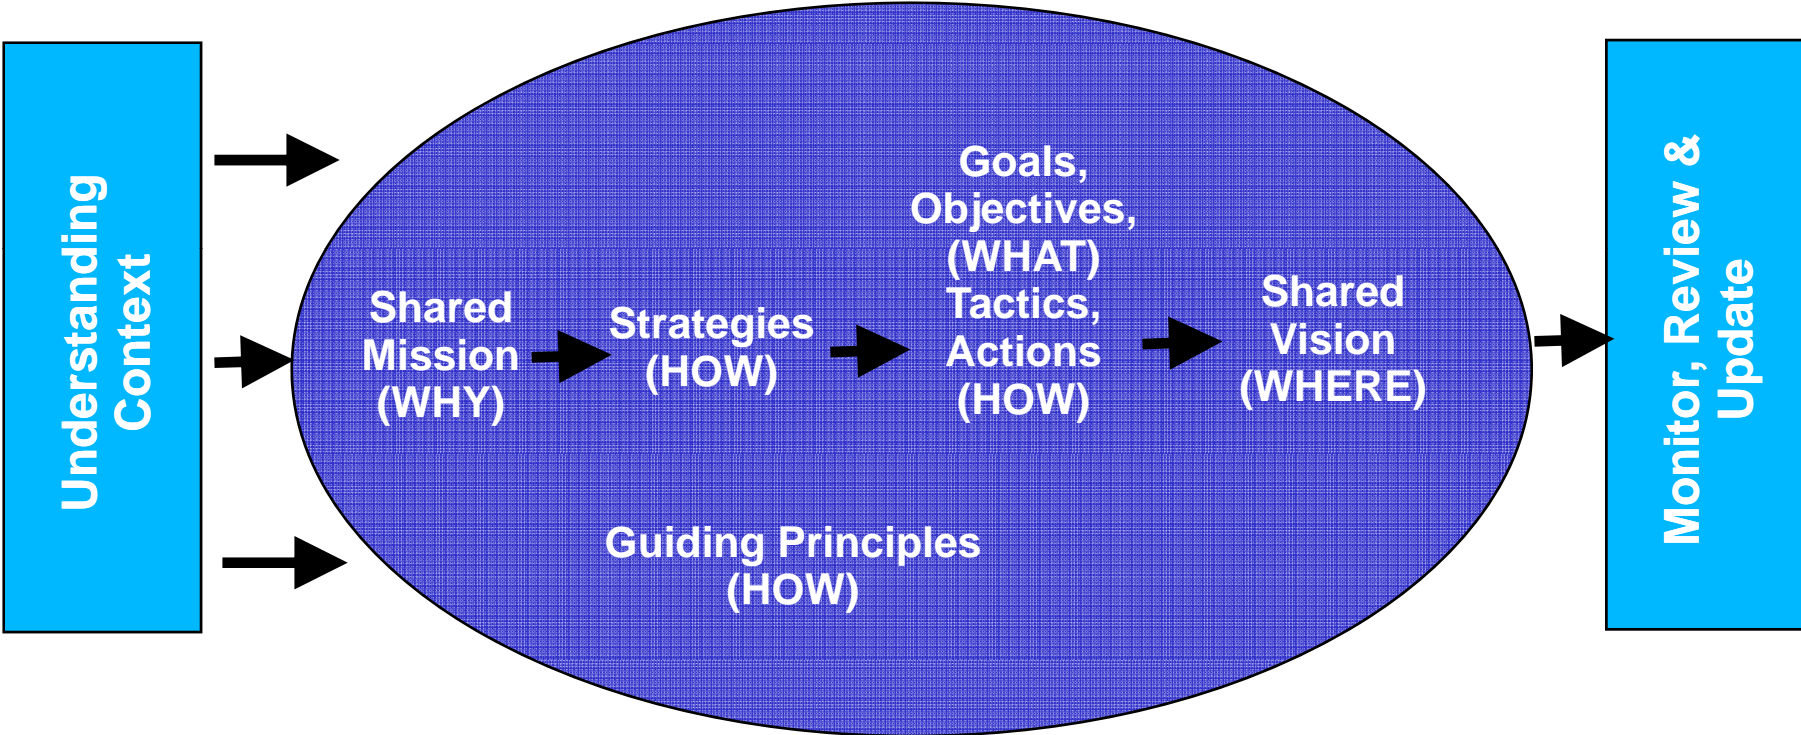 Understanding
Context
Shared
Mission
(WHY)
Strategies
(HOW)
Goals,
Objectives,
(WHAT)
Tactics,
Actions
(HOW)
Shared
Vision
(WHERE)
Guiding Principles
(HOW)
Monitor, Review &
Update